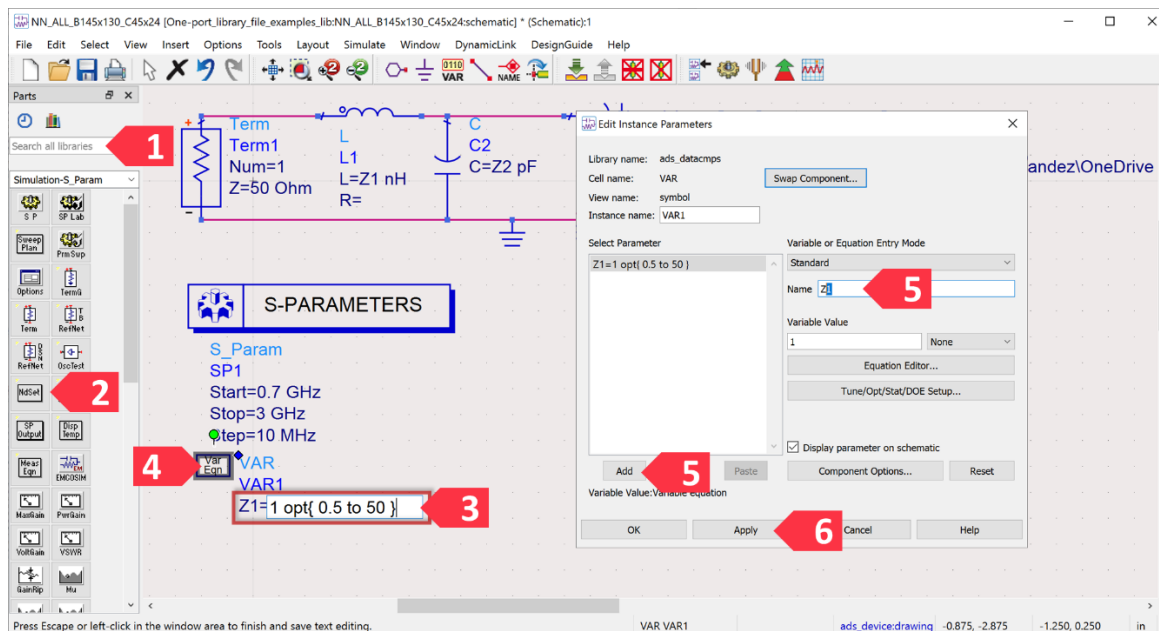 NN_ALL_B145x130_C45x24 [One-port_library_file_examples_lib:NN_ALL_B145x130_C45x24:schematic] * (Schematic):1
File Edit Select View Insert Options Tools Layout Simulate Window DynamicLink DesignGuide Help
0110
VAR
NAME
Parts
Search all libraries
1
Simulation-S_Param
S P
SP Lab
Sweep
Plan
PrmSup
Options
TermG
Term
RefNet
RefNet
OscTest
NdSet
2
SP
Output
Disp
Temp
Meas
Eqn
EM
EMCOSIM
MaxGain
PwrGain
VoltGain
VSWR
GainRip
Mu
Term
Term1
Num=1
Z=50 Ohm
L
L1
L=Z1 nH
R=
C
C2
C=Z2 pF
andez\OneDrive
S-PARAMETERS
S_Param
SP1
Start=0.7 GHz
Stop=3 GHz
Step=10 MHz
4
Var
Eqn
VAR
VAR1
Z1=1 opt{ 0.5 to 50 }
3
Edit Instance Parameters
Library name: ads_datacmps
Cell name: VAR
Swap Component...
View name: symbol
Instance name: VAR1
Select Parameter
Z1=1 opt{ 0.5 to 50 }
Variable or Equation Entry Mode
Standard
Name Z1
5
Variable Value
1
None
Equation Editor...
Tune/Opt/Stat/DOE Setup...
Display parameter on schematic
Add
5
Paste
Component Options...
Reset
Variable Value:Variable equation
OK
Apply
6
Cancel
Help
Press Escape or left-click in the window area to finish and save text editing.
VAR VAR1
ads_device:drawing
-0.875, -2.875
-1.250, 0.250
in